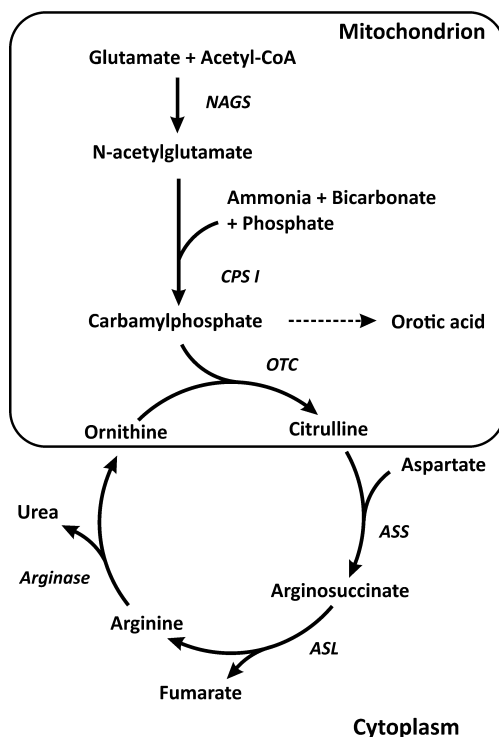 Mitochondrion
Glutamate + Acetyl-CoA
NAGS
N-acetylglutamate
Ammonia + Bicarbonate
+ Phosphate
CPS I
Carbamylphosphate
Orotic acid
OTC
Ornithine
Citrulline
Aspartate
Urea
ASS
Arginase
Arginosuccinate
Arginine
ASL
Fumarate
Cytoplasm